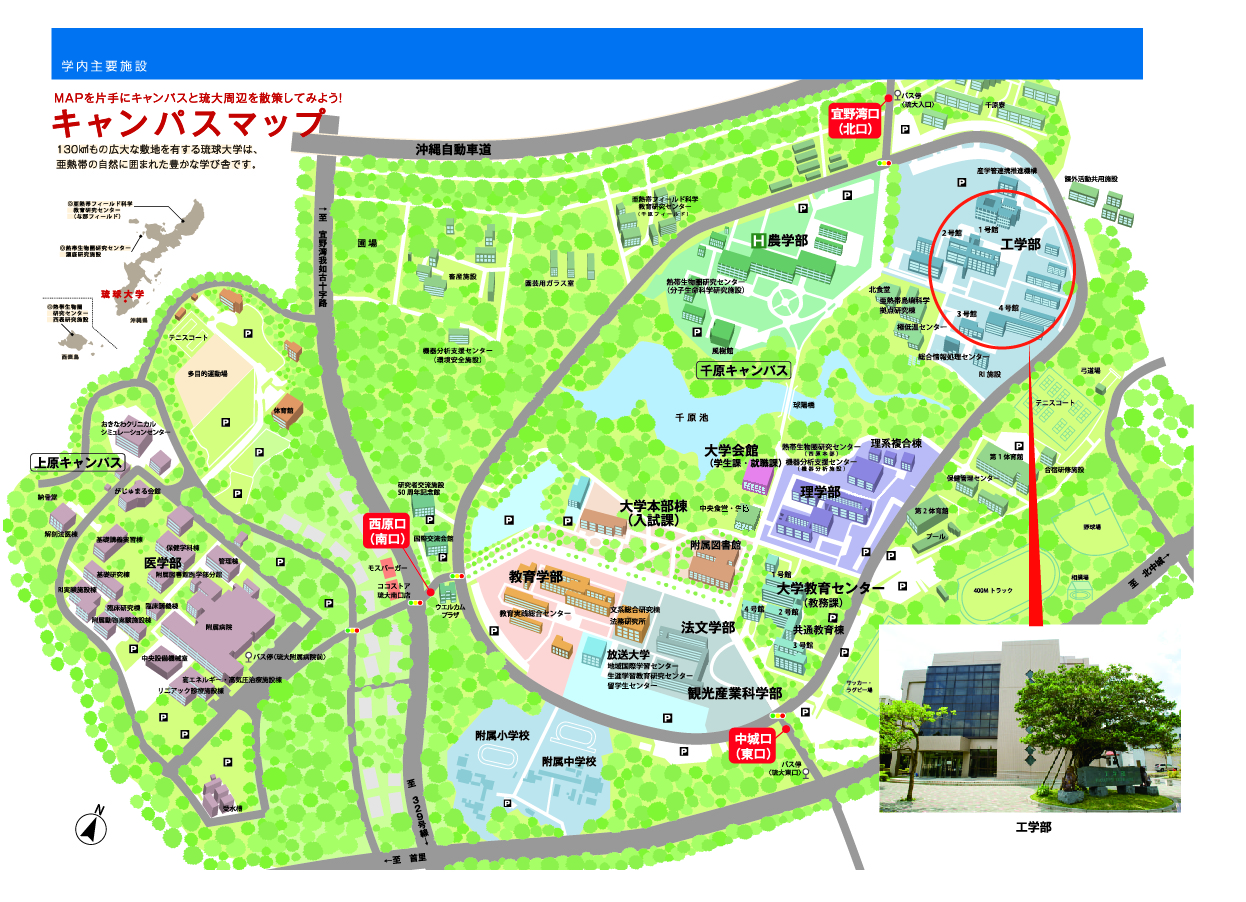 学内主要施設
MAPを片手にキャンパスと琉大周辺を散策してみよう!
キャンパスマップ
130㎢もの広大な敷地を有する琉球大学は、
亜熱帯の自然に囲まれた豊かな学び舎です。
沖縄自動車道
宜野湾口
(北口)
バス停
(琉大入口)
千原寮
産学官連携推進機構
課外活動共用施設
◎亜熱帯フィールド科学
教育研究センター
(与那フィールド)
◎熱帯生物圏研究センター
瀬底研究施設
琉球大学
沖縄県
◎熱帯生物圏
研究センター
西表研究施設
西表島
↑至 宜野湾我如古十字路
圃場
畜産施設
園芸用ガラス室
機器分析支援センター
(環境安全施設)
亜熱帯フィールド科学
教育研究センター
(千原フィールド)
農学部
熱帯生物圏研究センター
(分子生命科学研究施設)
風樹館
千原キャンパス
北食堂
亜熱帯島嶼科学
拠点研究棟
極低温センター
総合情報処理センター
RI施設
1号館
2号館
工学部
3号館
4号館
弓道場
テニスコート
テニスコート
多目的運動場
体育館
千原池
球陽橋
おきなわクリニカル
シミュレーションセンター
上原キャンパス
がじゅまる会館
納骨堂
解剖法医棟
基礎講義実習棟
保健学科棟
管理棟
医学部
附属図書館医学部分館
基礎研究棟
RI実験施設棟
臨床研究棟
臨床講義棟
附属動物実験施設棟
附属病院
中央設備機械室
バス停(琉大附属病院前)
高エネルギー・高気圧治療施設棟
リニアック診療施設棟
受水槽
研究者交流施設
50周年記念館
西原口
(南口)
国際交流会館
モスバーガー
ココストア
琉大南口店
ウエルカム
プラザ
大学会館
(学生課・就職課)
熱帯生物圏研究センター
(西原本部)
機器分析支援センター
(機器分析施設)
理系複合棟
理学部
大学本部棟
(入試課)
中央食堂・生協
附属図書館
第1体育館
合宿研修施設
保健管理センター
第2体育館
プール
野球場
相撲場
400Mトラック
至 北中城→
教育学部
教育実践総合センター
文系総合研究棟
法務研究所
法文学部
1号館
大学教育センター
(教務課)
4号館
2号館
共通教育棟
3号館
放送大学
地域国際学習センター
生涯学習教育研究センター
留学生センター
観光産業科学部
サッカー・
ラグビー場
中城口
(東口)
バス停
(琉大東口)
附属小学校
附属中学校
至 329号線→
←至 首里
N
工学部